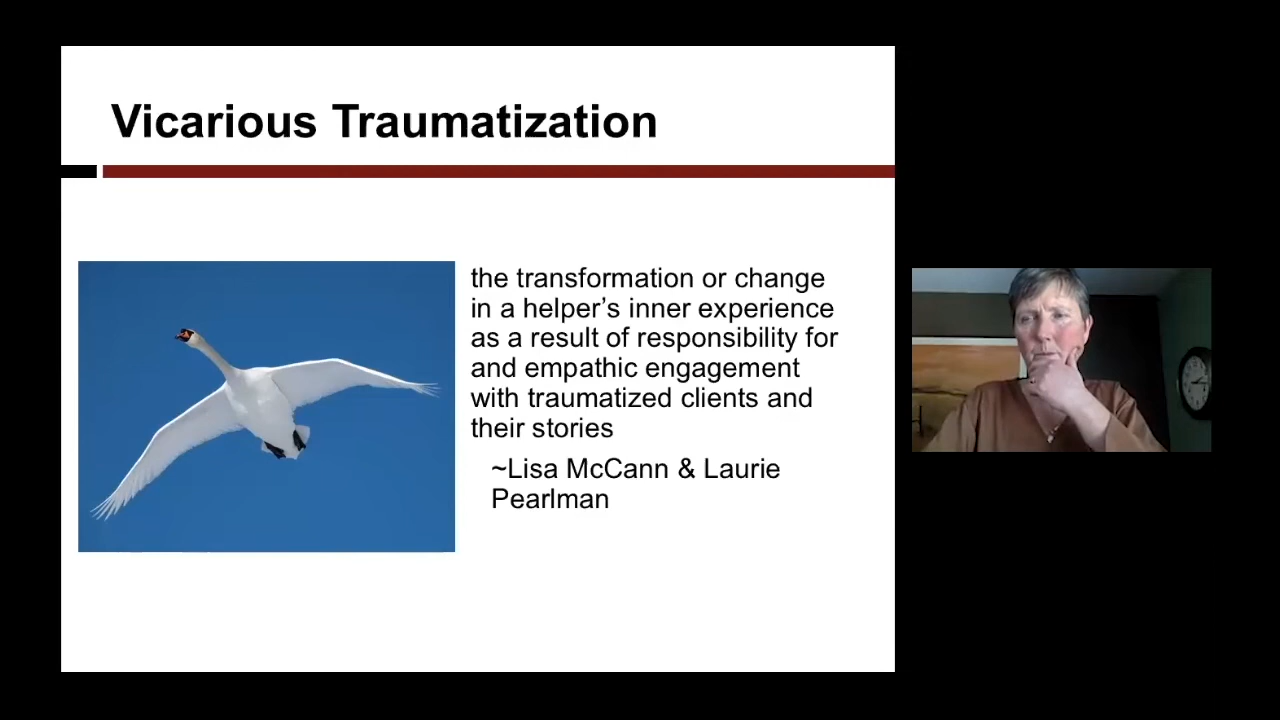 Vicarious Traumatization
the transformation or change
in a helper’s inner experience
as a result of responsibility for
and empathic engagement
with traumatized clients and
their stories
~Lisa McCann & Laurie
Pearlman